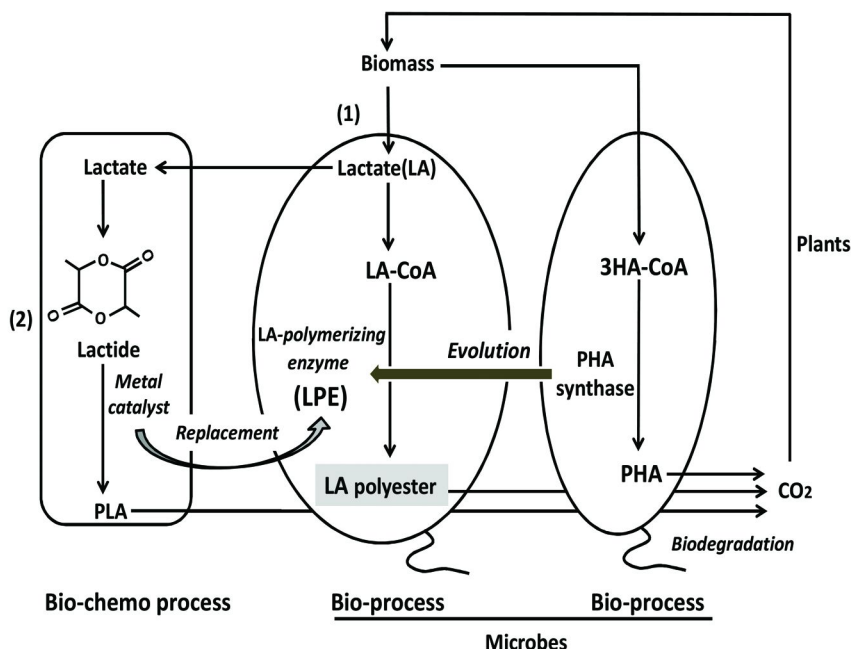 Biomass
(1)
Lactate
Lactate(LA)
Plants
O
O
O
O
LA-CoA
3HA-CoA
(2)
Lactide
LA-polymerizing
enzyme
(LPE)
Evolution
PHA
synthase
Metal
catalyst
Replacement
LA polyester
PHA
CO2
PLA
Biodegradation
Bio-chemo process
Bio-process
Bio-process
Microbes